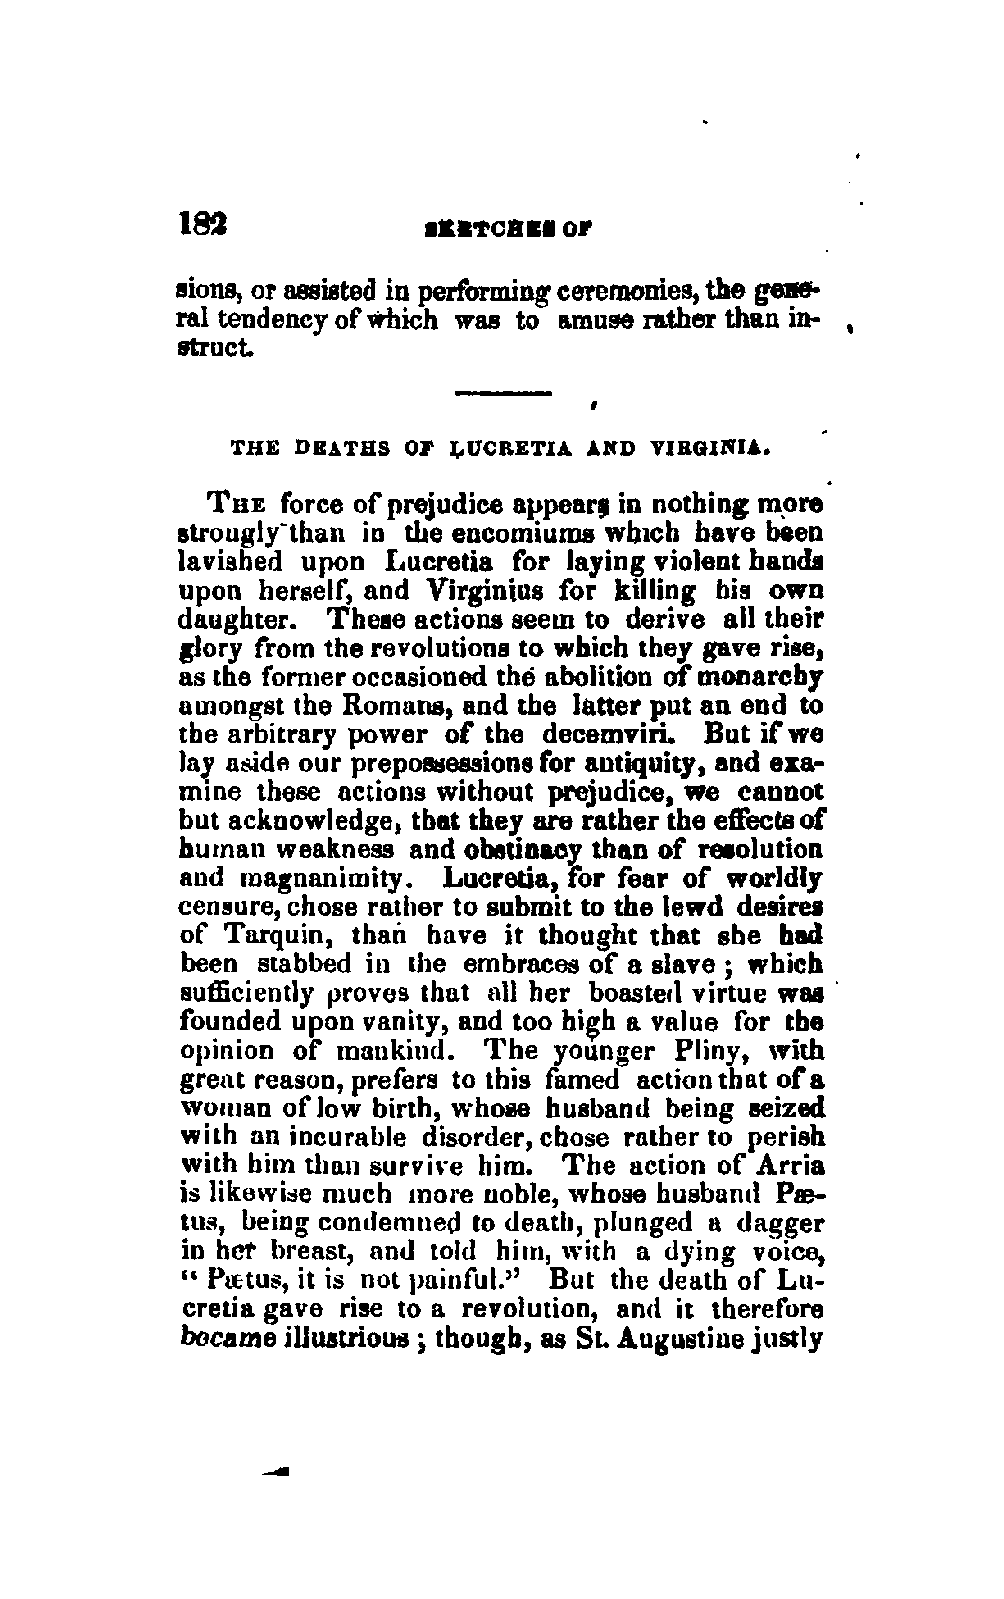 182 SKETCHES OF
sions, or assisted in performing ceremonies, the gene-
ral tendency of which was to amuse rather than in-
struct.
THE DEATHS OF LUCRETIA AND VIRGINIA.
THE force of prejudice appears in nothing more
strougly than in the encomiums which have been
lavished upon Lucretia for laying violent hands
upon herself, and Virginius for killing his own
daughter. These actions seem to derive all their
glory from the revolutions to which they gave rise,
as the former occasioned the abolition of monarchy
amongst the Romans, and the latter put an end to
the arbitrary power of the decemviri. But if we
lay aside our prepossessions for antiquity, and exa-
mine these actions without prejudice, we cannot
but acknowledge, that they are rather the effects of
human weakness and obstinacy than of resolution
and magnanimity. Lucretia, for fear of worldly
censure, chose rather to submit to the lewd desires
of Tarquin, than have it thought that she had
been stabbed in the embraces of a slave; which
sufficiently proves that all her boasted virtue was
founded upon vanity, and too high a value for the
opinion of mankind. The younger Pliny, with
great reason, prefers to this famed action that of a
woman of low birth, whose husband being seized
with an incurable disorder, chose rather to perish
with him than survive him. The action of Arria
is likewise much more noble, whose husband Pæ-
tus, being condemned to death, plunged a dagger
in her breast, and told him, with a dying voice,
“ Pætus, it is not painful.” But the death of Lu-
cretia gave rise to a revolution, and it therefore
became illustrious; though, as St. Augustine justly